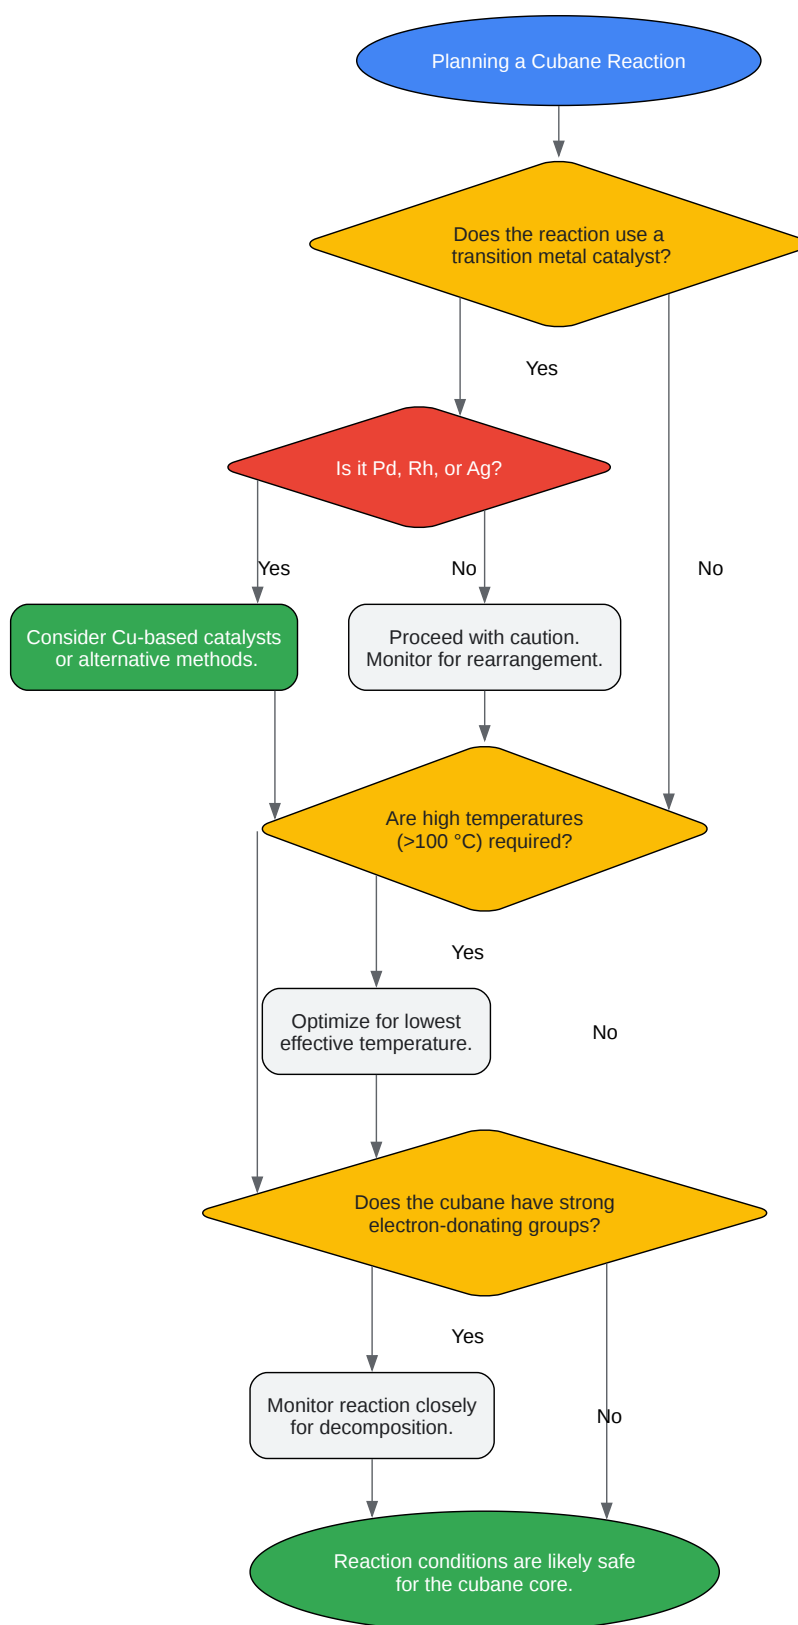 Planning a Cubane Reaction
Does the reaction use a
transition metal catalyst?
Yes
Is it Pd, Rh, or Ag?
Yes
No
No
Consider Cu-based catalysts
or alternative methods.
Proceed with caution.
Monitor for rearrangement.
Are high temperatures
(>100 °C) required?
Yes
Optimize for lowest
effective temperature.
No
Does the cubane have strong
electron-donating groups?
Yes
Monitor reaction closely
for decomposition.
No
Reaction conditions are likely safe
for the cubane core.